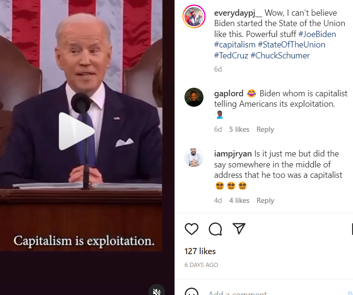 everydaypj__ Wow, I can't believe
Biden started the State of the Union
like this. Powerful stuff #JoeBiden
#capitalism #StateOfTheUnion
#TedCruz #ChuckSchumer
6d
gaplord 😂 Biden whom is capitalist
telling Americans its exploitation.
6d 5 likes Reply
iampjryan Is it just me but did the
say somewhere in the middle of
address that he too was a capitalist
4d 4 likes Reply
Capitalism is exploitation.
127 likes
6 DAYS AGO
Add a comment...